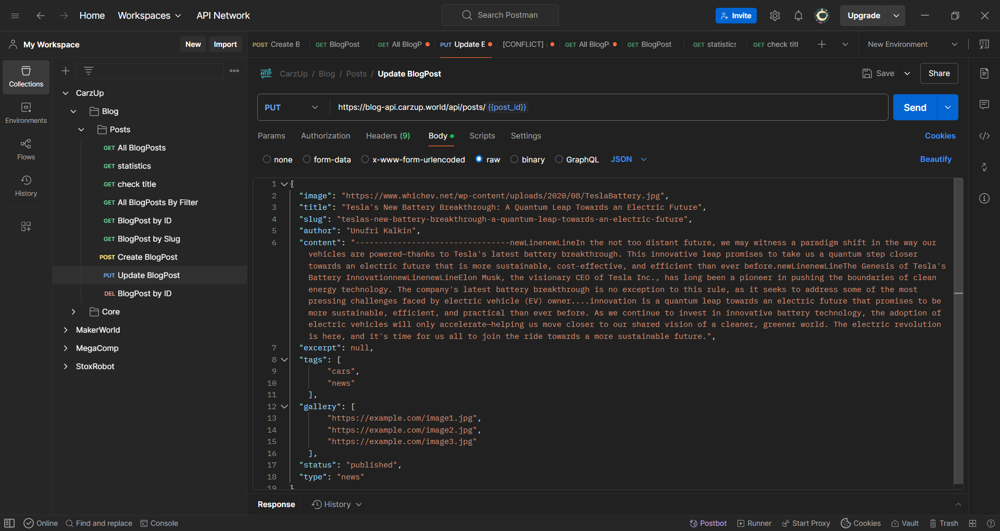 Home
Workspaces
API Network
Search Postman
Invite
Upgrade
My Workspace
New
Import
POST Create B
GET BlogPost
GET All BlogP
PUT Update E
[CONFLICT]
GET All BlogP
GET BlogPost
GET statistics
GET check titl
New Environment
Collections
Environments
Flows
History
CarzUp
Blog
Posts
GET All BlogPosts
GET statistics
GET check title
GET All BlogPosts By Filter
GET BlogPost by ID
GET BlogPost by Slug
POST Create BlogPost
PUT Update BlogPost
DEL BlogPost by ID
Core
MakerWorld
MegaComp
StoxRobot
HTTP CarzUp / Blog / Posts / Update BlogPost
Save
Share
PUT
https://blog-api.carzup.world/api/posts/ {{post_id}}
Send
Params
Authorization
Headers (9)
Body
Scripts
Settings
Cookies
none
form-data
x-www-form-urlencoded
raw
binary
GraphQL
JSON
Beautify
1 {
2 "image": "https://www.whichev.net/wp-content/uploads/2020/08/TeslaBattery.jpg",
3 "title": "Tesla's New Battery Breakthrough: A Quantum Leap Towards an Electric Future",
4 "slug": "teslas-new-battery-breakthrough-a-quantum-leap-towards-an-electric-future",
5 "author": "Unufri Kalkin",
6 "content": "---------------------------------newLinenewLineIn the not too distant future, we may witness a paradigm shift in the way our
vehicles are powered—thanks to Tesla's latest battery breakthrough. This innovative leap promises to take us a quantum step closer
towards an electric future that is more sustainable, cost-effective, and efficient than ever before.newLinenewLineThe Genesis of Tesla's
Battery InnovationnewLinenewLineElon Musk, the visionary CEO of Tesla Inc., has long been a pioneer in pushing the boundaries of clean
energy technology. The company's latest battery breakthrough is no exception to this rule, as it seeks to address some of the most
pressing challenges faced by electric vehicle (EV) owner....innovation is a quantum leap towards an electric future that promises to be
more sustainable, efficient, and practical than ever before. As we continue to invest in innovative battery technology, the adoption of
electric vehicles will only accelerate—helping us move closer to our shared vision of a cleaner, greener world. The electric revolution
is here, and it's time for us all to join the ride towards a more sustainable future.",
7 "excerpt": null,
8 "tags": [
9 "cars",
10 "news"
11 ],
12 "gallery": [
13 "https://example.com/image1.jpg",
14 "https://example.com/image2.jpg",
15 "https://example.com/image3.jpg"
16 ],
17 "status": "published",
18 "type": "news"
19 }
Response
History
Online
Find and replace
Console
Postbot
Runner
Start Proxy
Cookies
Vault
Trash